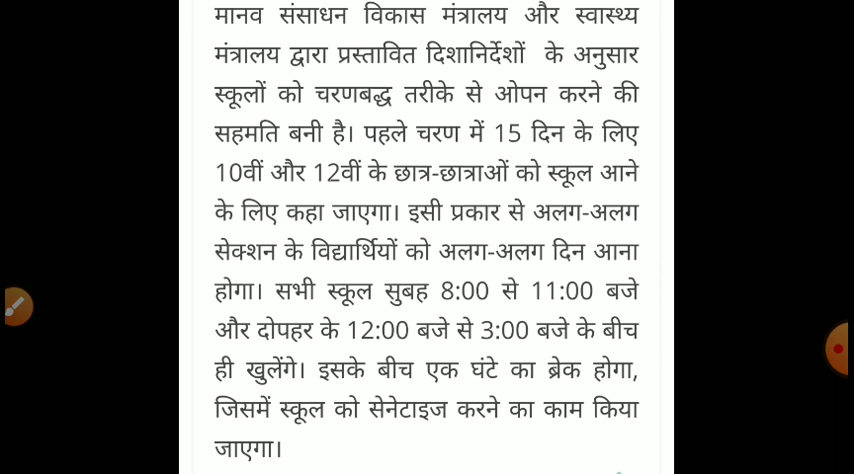 मानव संसाधन विकास मंत्रालय और स्वास्थ्य
मंत्रालय द्वारा प्रस्तावित दिशानिर्देशों के अनुसार
स्कूलों को चरणबद्ध तरीके से ओपन करने की
सहमति बनी है। पहले चरण में 15 दिन के लिए
10वीं और 12वीं के छात्र-छात्राओं को स्कूल आने
के लिए कहा जाएगा। इसी प्रकार से अलग-अलग
सेक्शन के विद्यार्थियों को अलग-अलग दिन आना
होगा। सभी स्कूल सुबह 8:00 से 11:00 बजे
और दोपहर के 12:00 बजे से 3:00 बजे के बीच
ही खुलेंगे। इसके बीच एक घंटे का ब्रेक होगा,
जिसमें स्कूल को सेनेटाइज करने का काम किया
जाएगा।